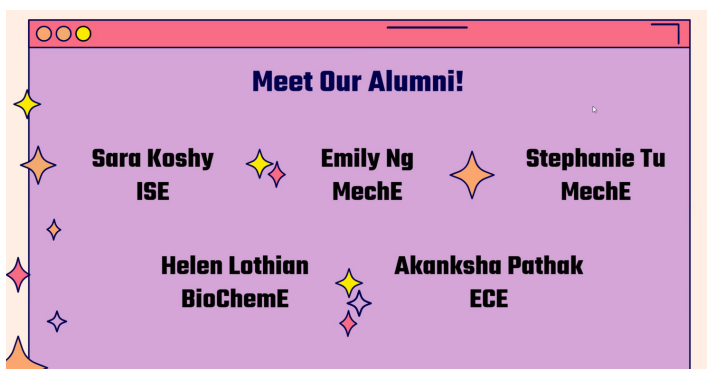 Meet Our Alumni!
Sara Koshy
ISE
Emily Ng
MechE
Stephanie Tu
MechE
Helen Lothian
BioChemE
Akanksha Pathak
ECE